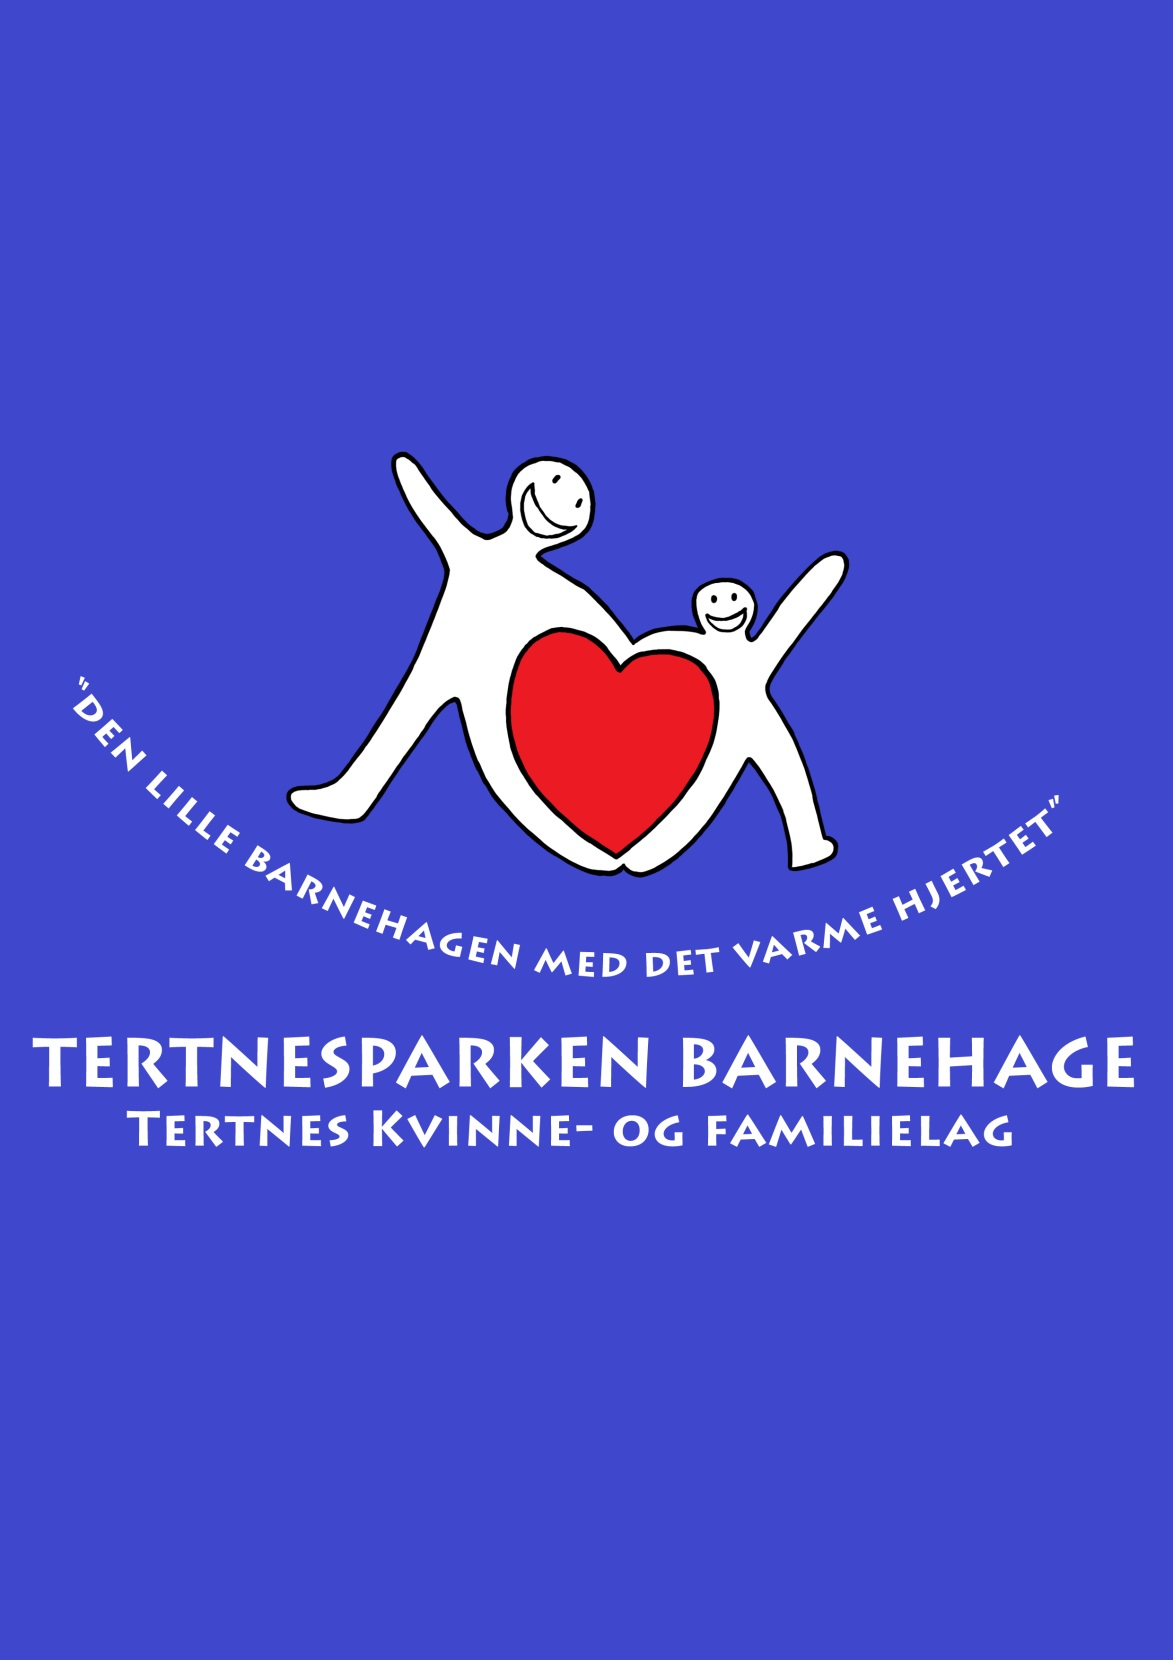 "DEN LILLE BARNEHAGEN MED DET VARME HJERTET"
TERTNESPARKEN BARNEHAGE
TERTNES KVINNE- OG FAMILIELAG